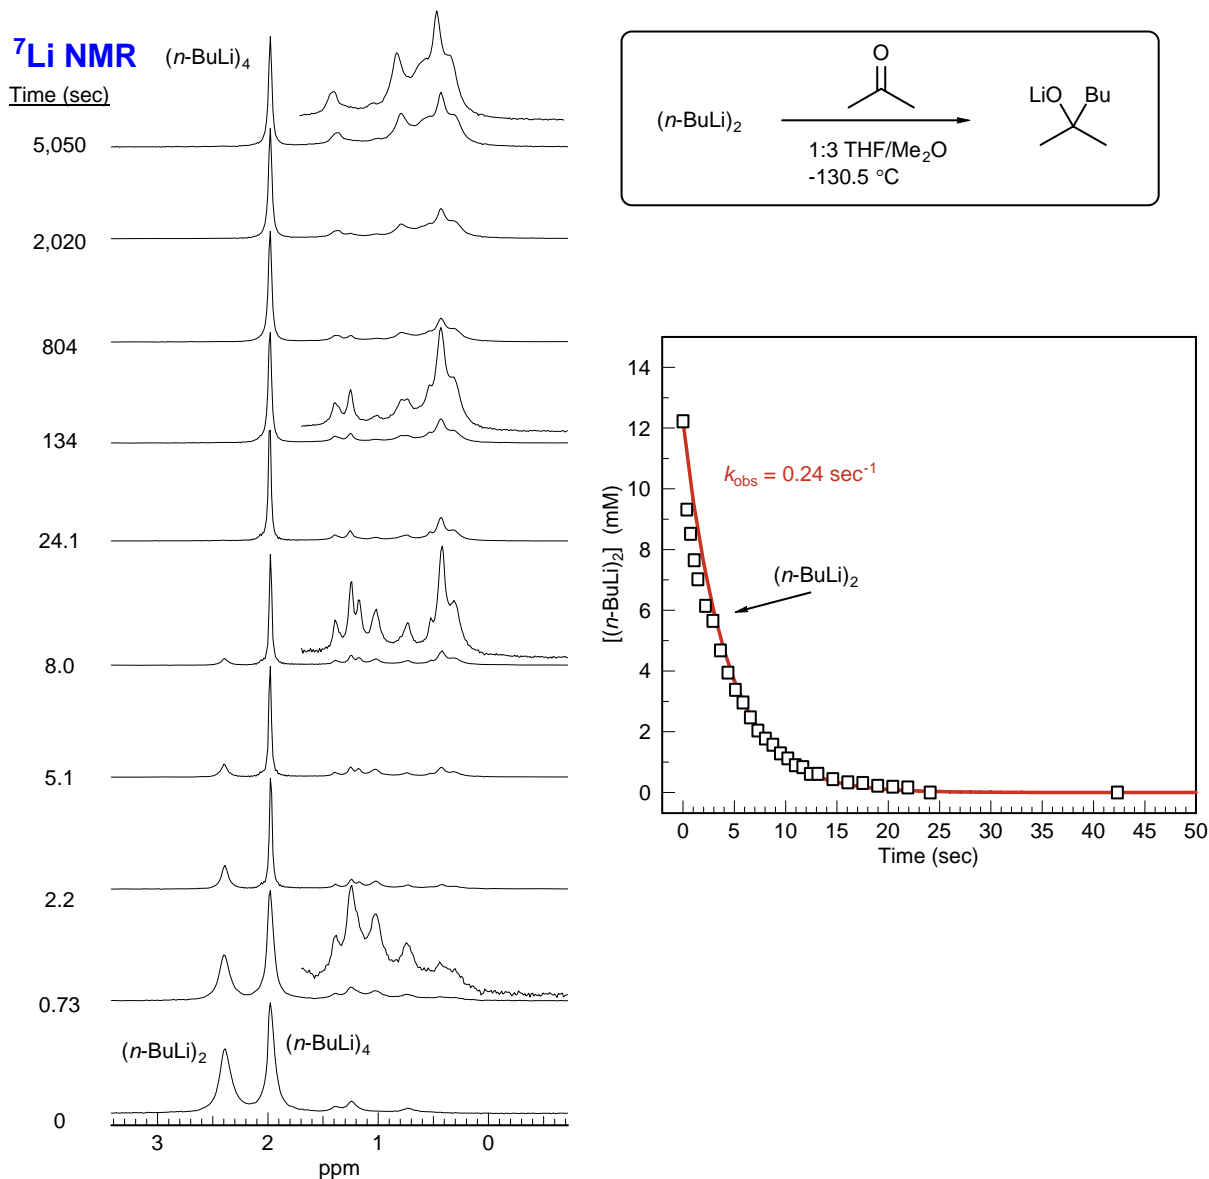 ⁷Li NMR
(n-BuLi)₄
Time (sec)
5,050
2,020
804
134
24.1
8.0
5.1
2.2
0.73
(n-BuLi)₂
(n-BuLi)₄
0
3 2 1 0
ppm
O
(n-BuLi)₂
1:3 THF/Me₂O
-130.5 °C
LiO Bu
14
12
10
8
6
4
2
0
[(n-BuLi)₂] (mM)
kobs = 0.24 sec⁻¹
(n-BuLi)₂
0 5 10 15 20 25 30 35 40 45 50
Time (sec)